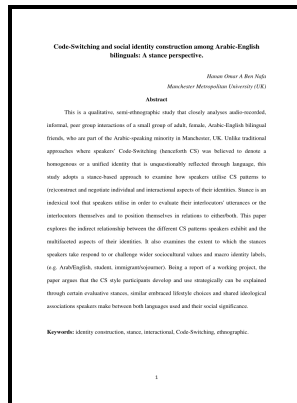 Code-Switching and social identity construction among Arabic-English
bilinguals: A stance perspective.
Hanan Omar A Ben Nafa
Manchester Metropolitan University (UK)
Abstract
This is a qualitative, semi-ethnographic study that closely analyses audio-recorded,
informal, peer group interactions of a small group of adult, female, Arabic-English bilingual
friends, who are part of the Arabic-speaking minority in Manchester, UK. Unlike traditional
approaches where speakers' Code-Switching (henceforth CS) was believed to denote a
homogenous or a unified identity that is unquestionably reflected through language, this
study adopts a stance-based approach to examine how speakers utilise CS patterns to
(re)construct and negotiate individual and interactional aspects of their identities. Stance is an
indexical tool that speakers utilise in order to evaluate their interlocutors' utterances or the
interlocutors themselves and to position themselves in relations to either/both. This paper
explores the indirect relationship between the different CS patterns speakers exhibit and the
multifaceted aspects of their identities. It also examines the extent to which the stances
speakers take respond to or challenge wider sociocultural values and macro identity labels,
(e.g. Arab/English, student, immigrant/sojourner). Being a report of a working project, the
paper argues that the CS style participants develop and use strategically can be explained
through certain evaluative stances, similar embraced lifestyle choices and shared ideological
associations speakers make between both languages used and their social significance.
Keywords: identity construction, stance, interactional, Code-Switching, ethnographic.
1